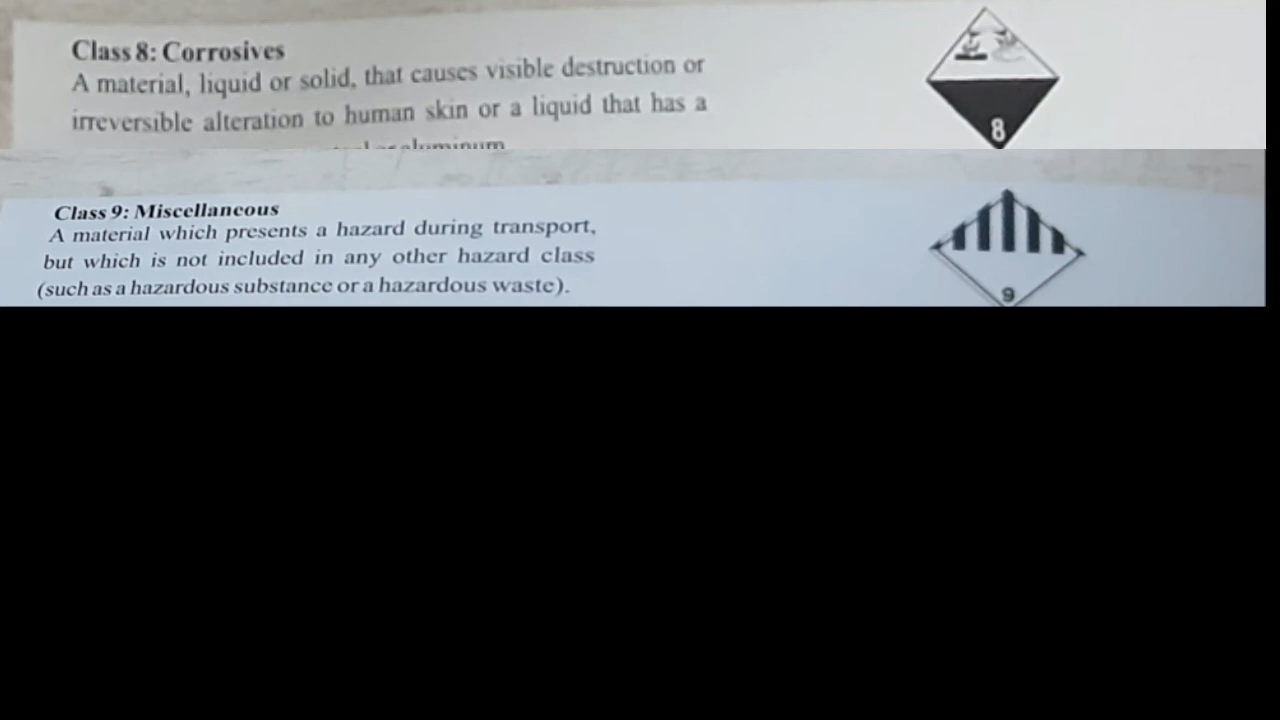 Class 8: Corrosives
A material, liquid or solid, that causes visible destruction or
irreversible alteration to human skin or a liquid that has a
aluminum
8
Class 9: Miscellaneous
A material which presents a hazard during transport,
but which is not included in any other hazard class
(such as a hazardous substance or a hazardous waste).
9